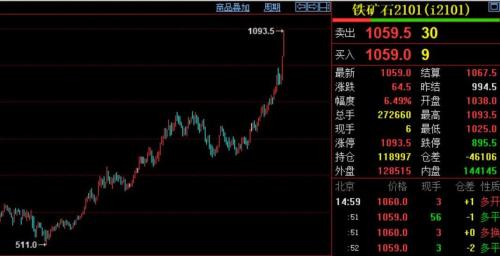 商品叠加 周期
铁矿石2101(i2101)
1093.5
511.0
卖出 1059.5 30
买入 1059.0 9
最新 1059.0 结算 1067.5
涨跌 64.5 昨结 994.5
幅度 6.49% 开盘 1038.0
总手 272660 最高 1093.5
现手 6 最低 1025.0
涨停 1093.5 跌停 895.5
持仓 118997 仓差 -46106
外盘 128515 内盘 144145
北京 价格 现手 仓差 性质
14:59 1060.0 3 +1 多开
:51 1059.0 56 -1 多平
:51 1059.0 3 +0 多换
:52 1059.0 3 -2 多平